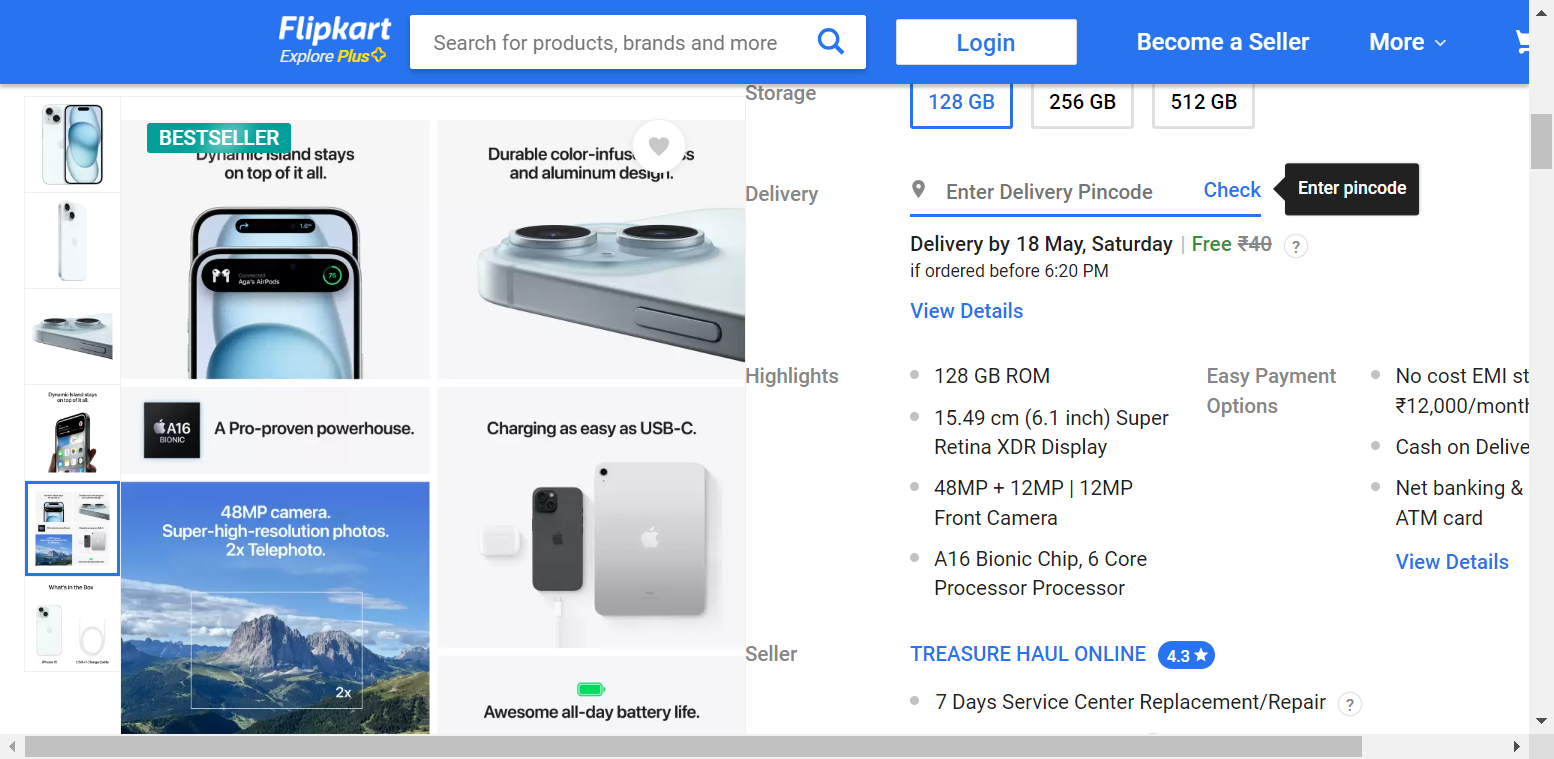 Flipkart
Explore Plus
Search for products, brands and more
Login
Become a Seller
More
Dynamic Island stays
on top of it all.
What's in the Box
iPhone 15
USB-C Charge Cable
BESTSELLER
Dynamic Island stays
on top of it all.
1.6
Connected
Aga's AirPods
75
Durable color-infus
and aluminum design.
A16
BIONIC
A Pro-proven powerhouse.
Charging as easy as USB-C.
48MP camera.
Super-high-resolution photos.
2x Telephoto.
2x
Awesome all-day battery life.
Storage
128 GB
256 GB
512 GB
Delivery
Enter Delivery Pincode
Check
Enter pincode
Delivery by 18 May, Saturday | Free ₹40 ?
if ordered before 6:20 PM
View Details
Highlights
128 GB ROM
15.49 cm (6.1 inch) Super
Retina XDR Display
48MP + 12MP | 12MP
Front Camera
A16 Bionic Chip, 6 Core
Processor Processor
Easy Payment
Options
No cost EMI st
₹12,000/month
Cash on Delive
Net banking &
ATM card
View Details
Seller
TREASURE HAUL ONLINE
4.3
7 Days Service Center Replacement/Repair ?